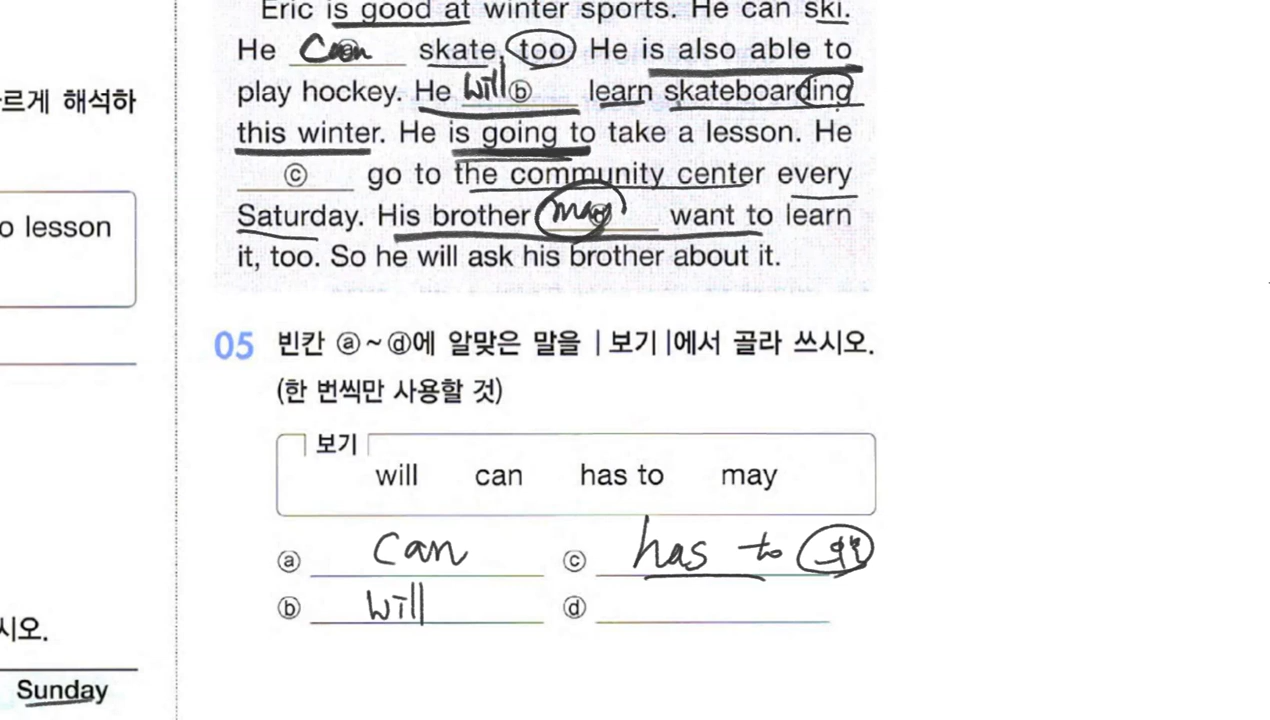 Eric is good at winter sports. He can ski.
He can ⓐ skate, too He is also able to
play hockey. He will ⓑ learn skateboarding
this winter. He is going to take a lesson. He
ⓒ go to the community center every
Saturday. His brother may ⓓ want to learn
it, too. So he will ask his brother about it.
르게 해석하
o lesson
시오.
Sunday
05 빈칸 ⓐ~ⓓ에 알맞은 말을 |보기|에서 골라 쓰시오.
(한 번씩만 사용할 것)
보기
will can has to may
ⓐ can ⓒ has to
ⓑ will ⓓ